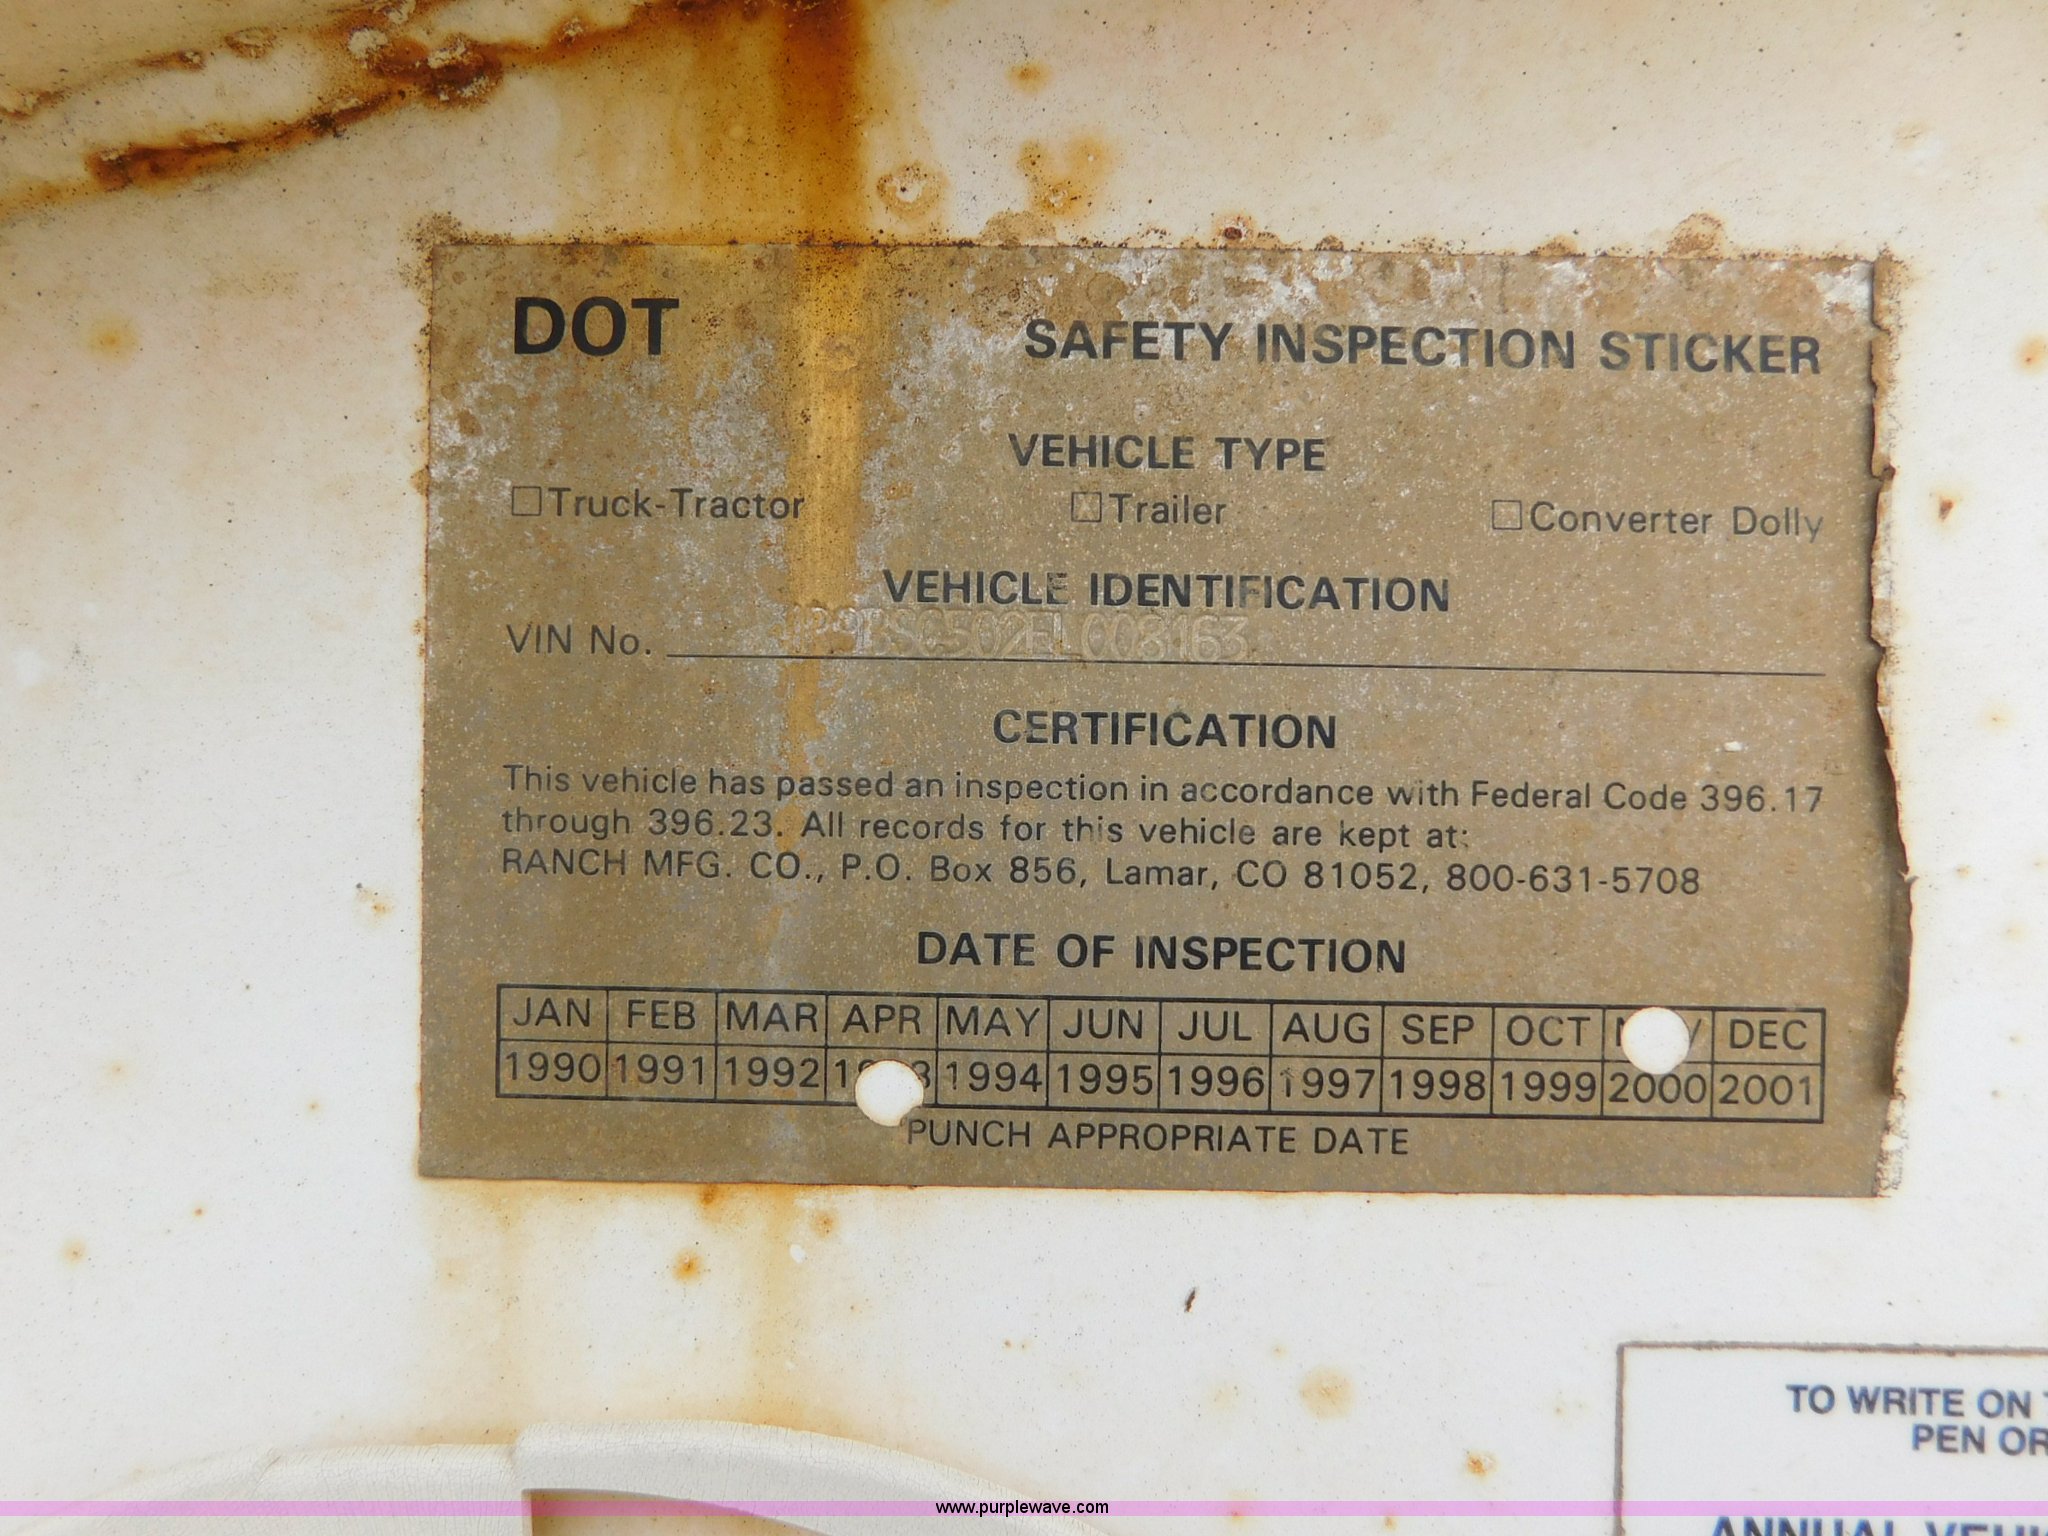 DOT
SAFETY INSPECTION STICKER
VEHICLE TYPE
☐Truck-Tractor ☒Trailer ☐Converter Dolly
VEHICLE IDENTIFICATION
VIN No.
CERTIFICATION
This vehicle has passed an inspection in accordance with Federal Code 396.17
through 396.23. All records for this vehicle are kept at:
RANCH MFG. CO., P.O. Box 856, Lamar, CO 81052, 800-631-5708
DATE OF INSPECTION
JAN FEB MAR APR MAY JUN JUL AUG SEP OCT DEC
1990 1991 1992 1994 1995 1996 1997 1998 1999 2000 2001
PUNCH APPROPRIATE DATE
TO WRITE ON
PEN OR
ANNUAL
www.purplewave.com